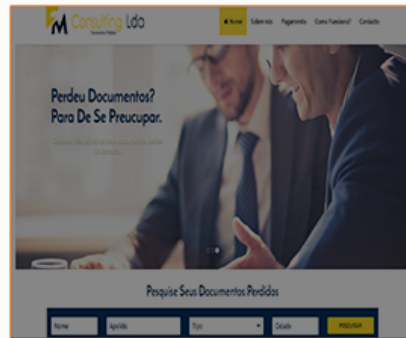 FM Consulting Lda
Home Sobre nós Pagamento Como Funciona? Contacto
Perdeu Documentos?
Para De Se Preucupar.
Pesquise Seus Documentos Perdidos
Nome Apelido Tipo Cidade PESQUISAR